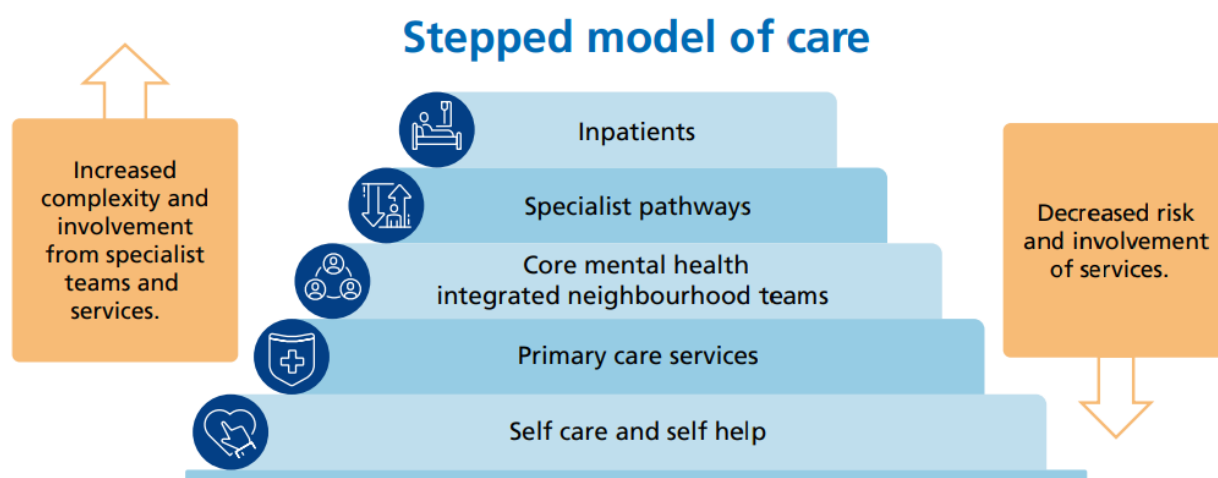 Stepped model of care
Increased
complexity and
involvement
from specialist
teams and
services.
Inpatients
Specialist pathways
Core mental health
integrated neighbourhood teams
Primary care services
Self care and self help
Decreased risk
and involvement
of services.